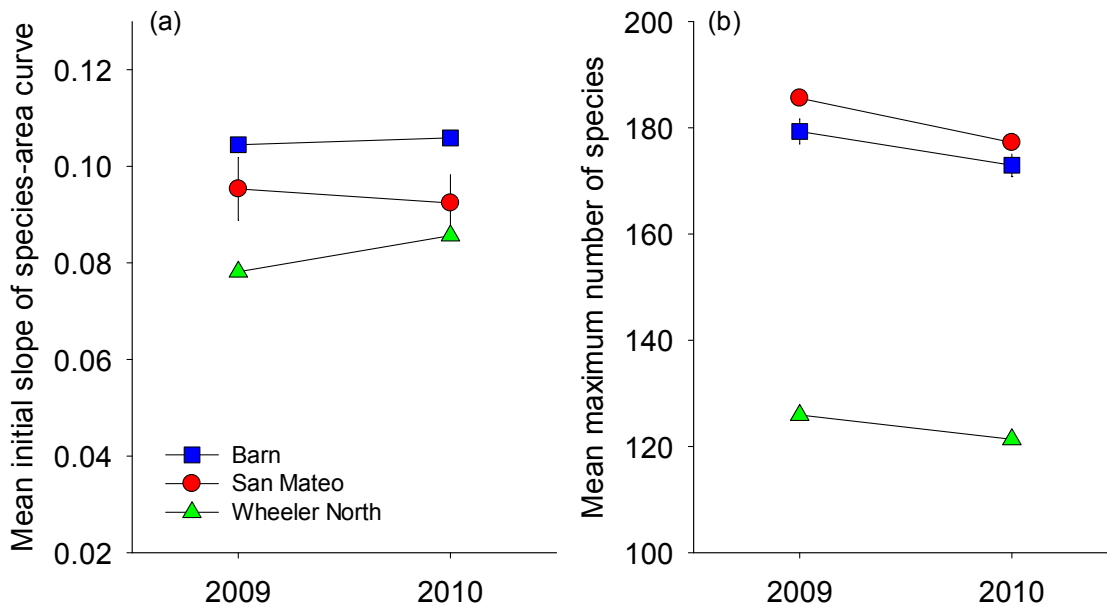 (a)
Mean initial slope of species-area curve
0.12
0.10
0.08
0.06
0.04
0.02
Barn
San Mateo
Wheeler North
2009 2010
(b)
Mean maximum number of species
200
180
160
140
120
100
2009 2010